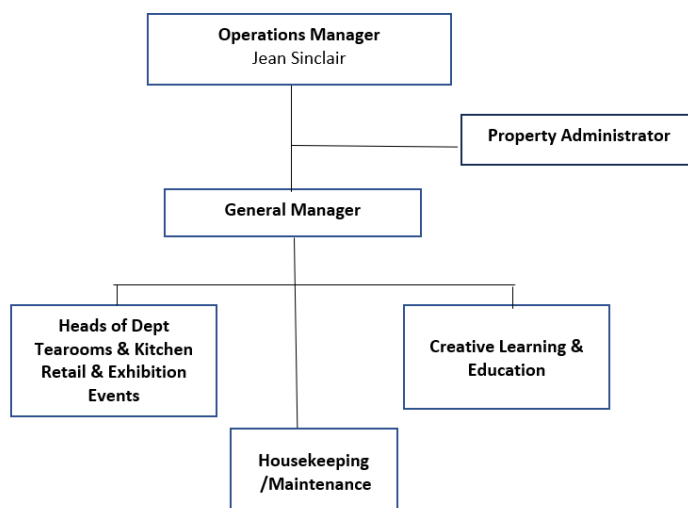 Operations Manager
Jean Sinclair
Property Administrator
General Manager
Heads of Dept
Tearooms & Kitchen
Retail & Exhibition
Events
Creative Learning &
Education
Housekeeping
/Maintenance